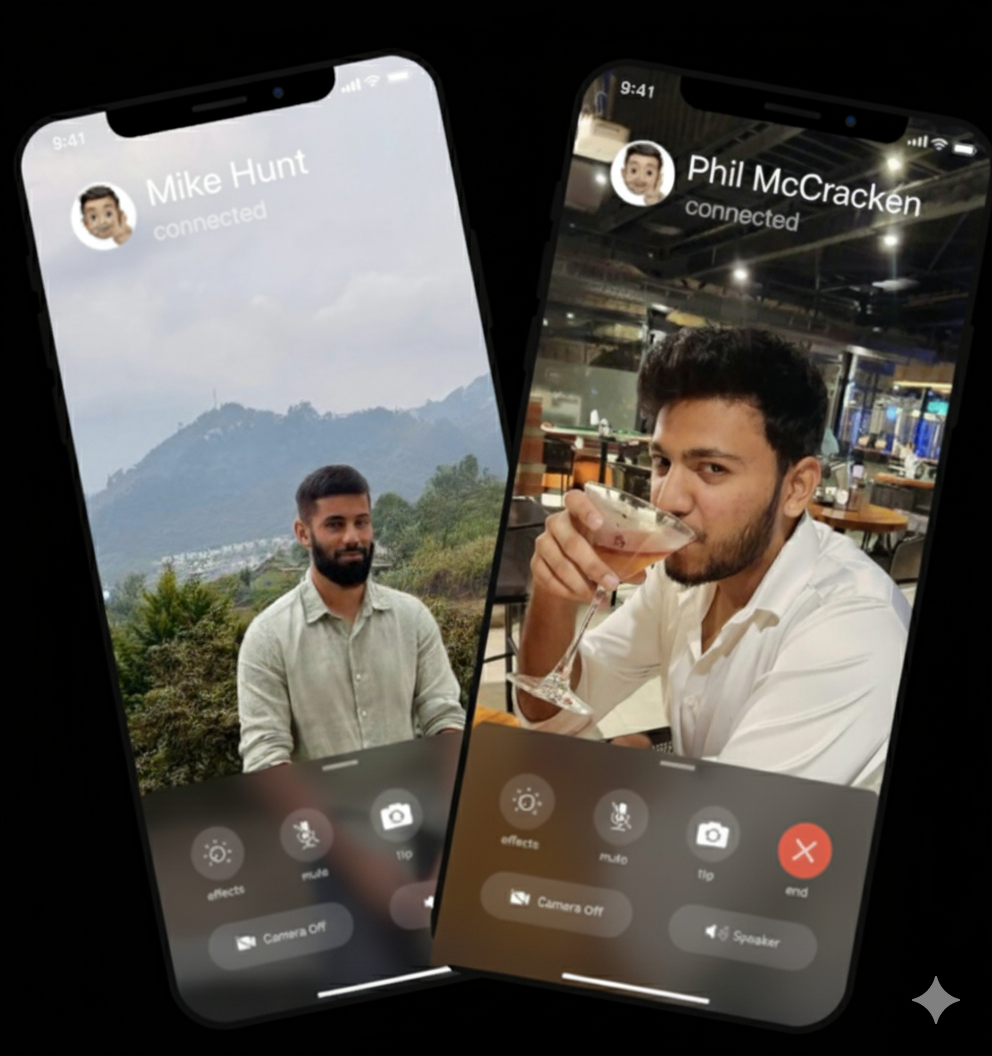 9:41
Mike Hunt
connected
effects
mute
flip
Camera Off
9:41
Phil McCracken
connected
effects
mute
flip
end
Camera Off
Speaker